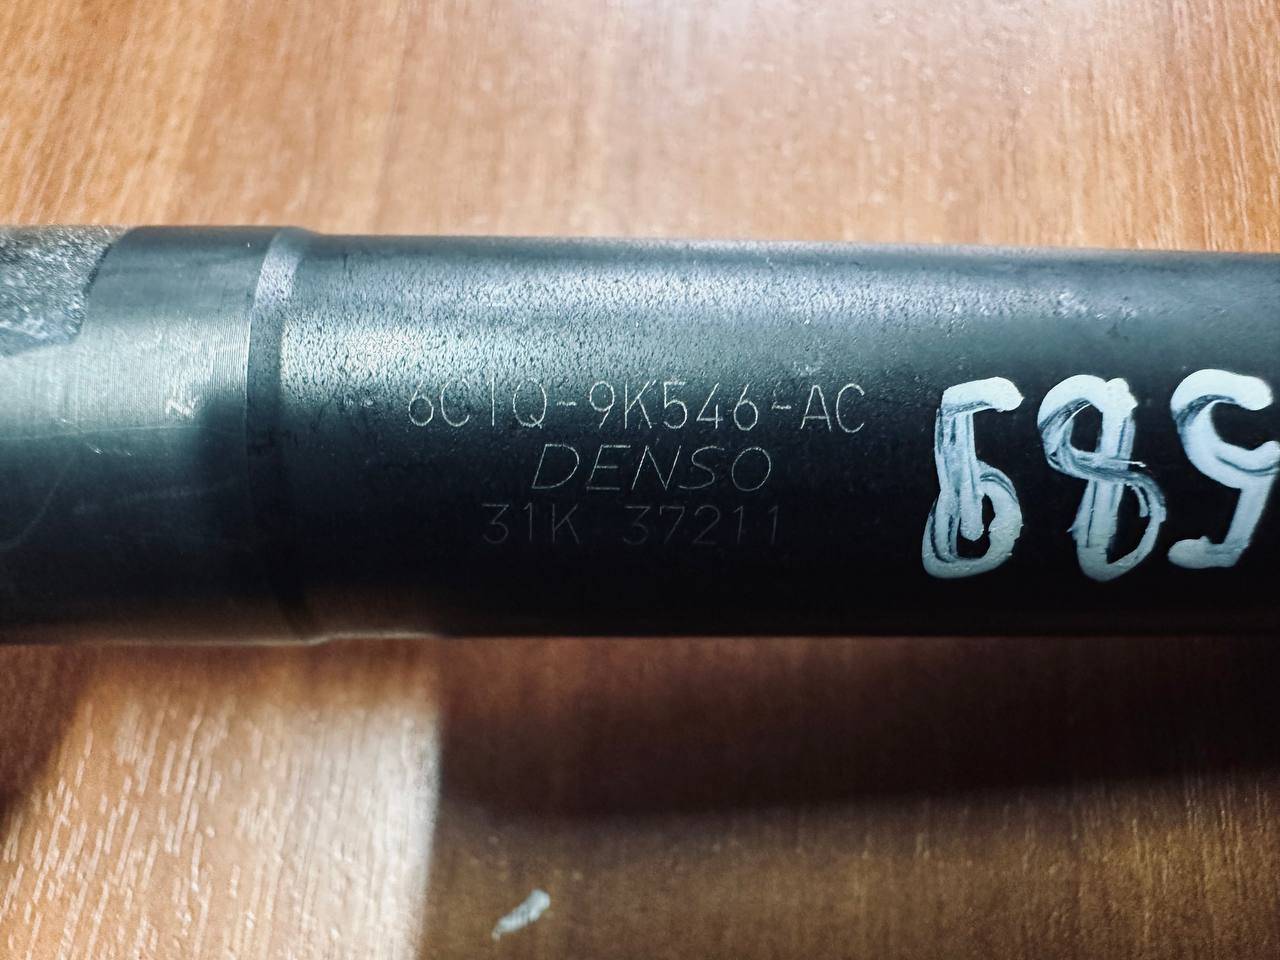 6C1Q-9K546-AC
DENSO
31K 37211
689